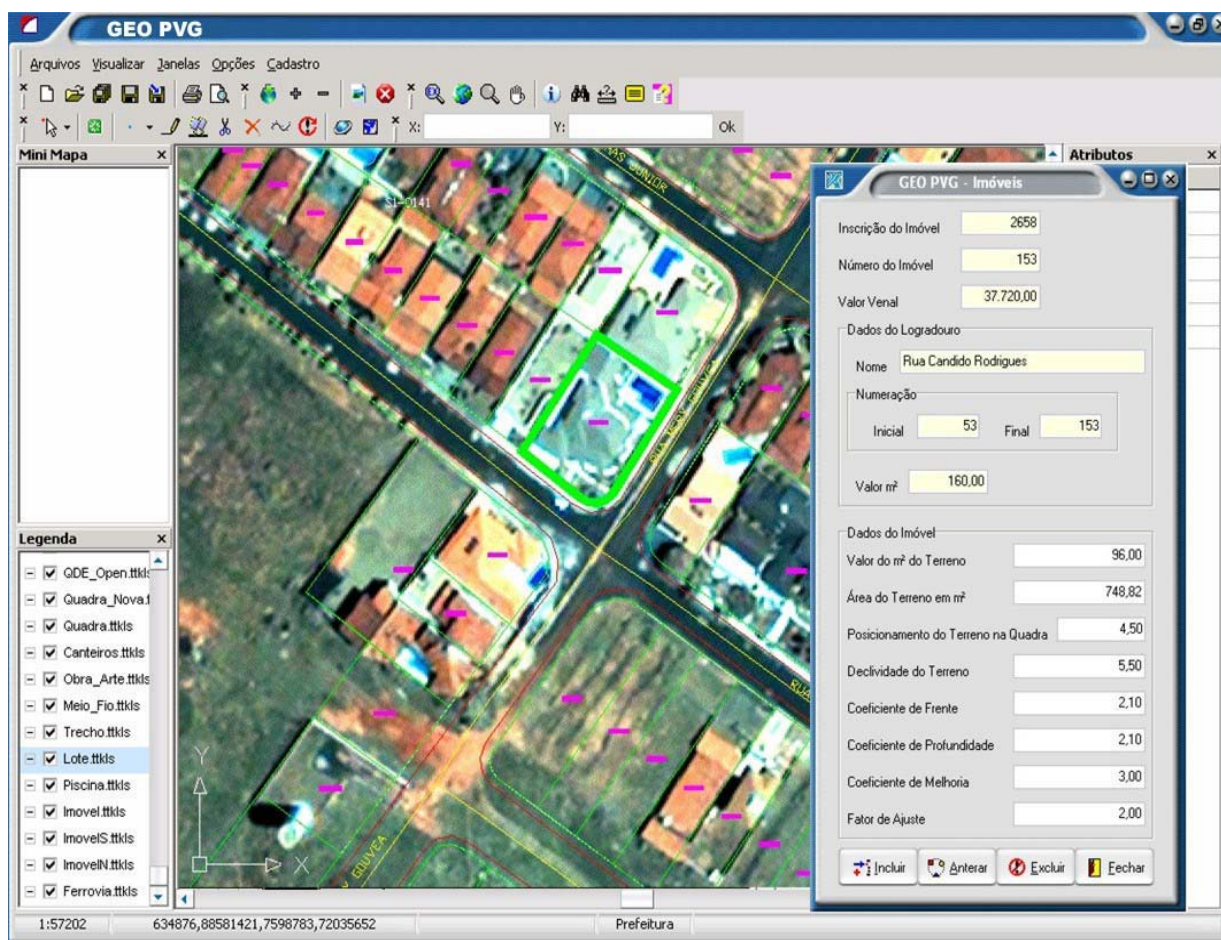 GEO PVG
Arquivos Visualizar Janelas Opções Cadastro
X: Y: Ok
Mini Mapa x
Atributos x
S1-0141
JUNIOR
RUA
GOUVEA
Y
X
GEO PVG - Imóveis
Inscrição do Imóvel 2658
Número do Imóvel 153
Valor Venal 37.720,00
Dados do Logradouro
Nome Rua Candido Rodrigues
Numeração
Inicial 53 Final 153
Valor m² 160,00
Dados do Imóvel
Valor do m² do Terreno 96,00
Área do Terreno em m² 748,82
Posicionamento do Terreno na Quadra 4,50
Declividade do Terreno 5,50
Coeficiente de Frente 2,10
Coeficiente de Profundidade 2,10
Coeficiente de Melhoria 3,00
Fator de Ajuste 2,00
Incluir Anterar Excluir Fechar
Legenda x
QDE_Open.ttkls
Quadra_Nova.t
Quadra.ttkls
Canteiros.ttkls
Obra_Arte.ttkls
Meio_Fio.ttkls
Trecho.ttkls
Lote.ttkls
Piscina.ttkls
Imovel.ttkls
ImovelS.ttkls
ImovelN.ttkls
Ferrovia.ttkls
1:57202 634876,88581421,7598783,72035652 Prefeitura